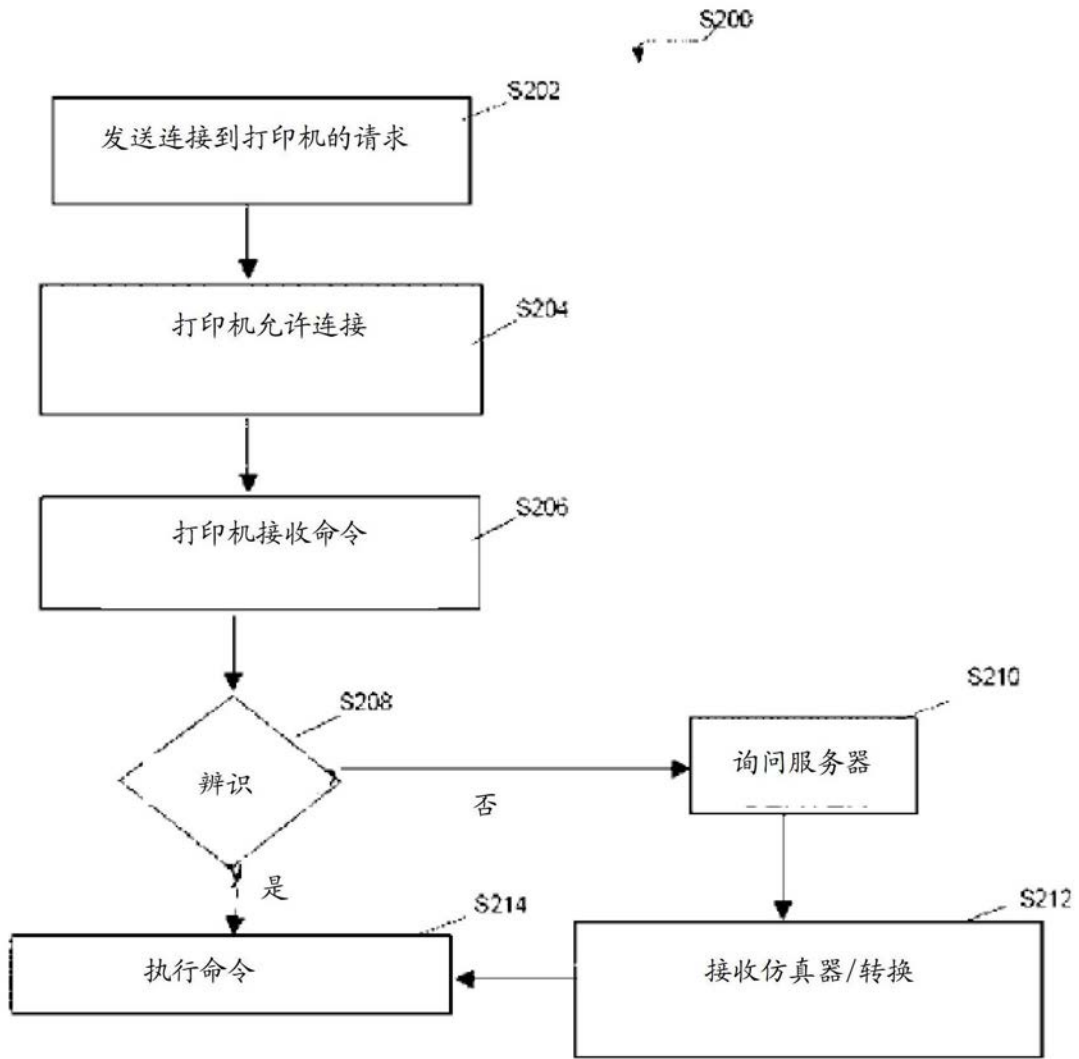 S200
S202
发送连接到打印机的请求
S204
打印机允许连接
S206
打印机接收命令
S208
辨识
否
是
S210
询问服务器
S212
接收仿真器/转换
S214
执行命令